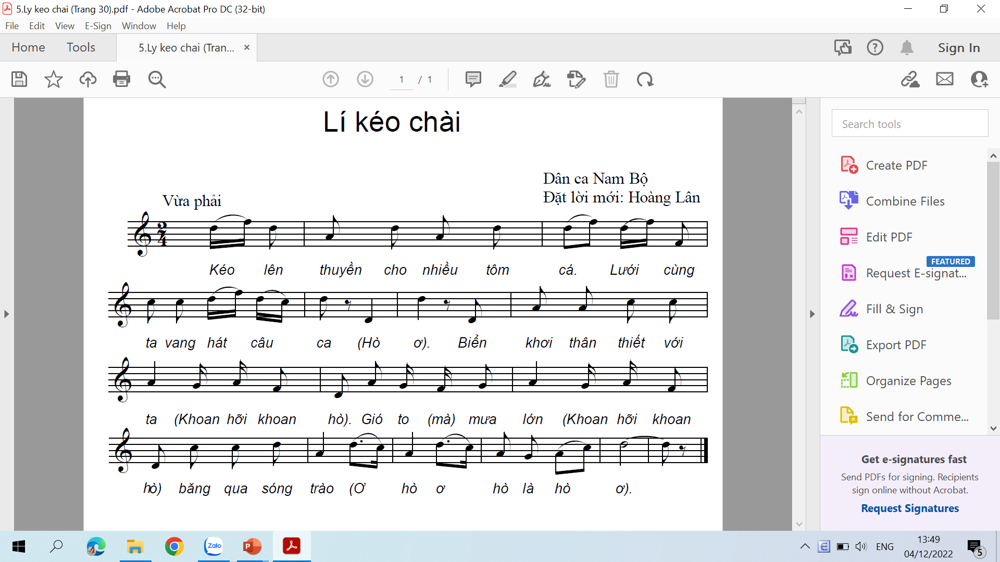 5.Ly keo chai (Trang 30).pdf - Adobe Acrobat Pro DC (32-bit)
File Edit View E-Sign Window Help
Home Tools 5.Ly keo chai (Tran... × Sign In
1 / 1
Lí kéo chài
Dân ca Nam Bộ
Vừa phải
Đặt lời mới: Hoàng Lân
2
4
Kéo lên thuyền cho nhiều tôm cá. Lưới cùng
ta vang hát câu ca (Hò ơ). Biển khơi thân thiết với
ta (Khoan hỡi khoan hò). Gió to (mà) mưa lớn (Khoan hỡi khoan
hò) băng qua sóng trào (Ơ hò ơ hò là hò ơ).
Search tools
Create PDF
Combine Files
Edit PDF
FEATURED
Request E-signat...
Fill & Sign
Export PDF
Organize Pages
Send for Comme...
Get e-signatures fast
Send PDFs for signing. Recipients
sign online without Acrobat.
Request Signatures
Zalo
P
ENG
13:49
04/12/2022
5